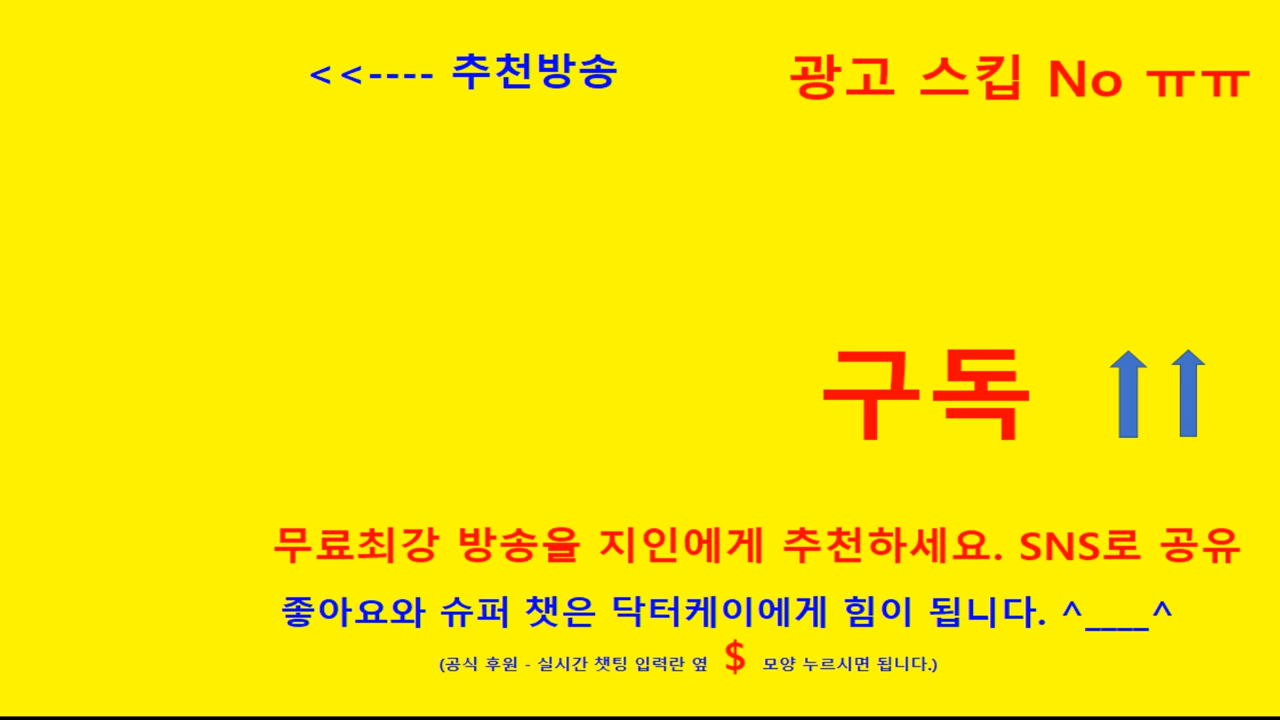 <<---- 추천방송
광고 스킵 No ㅠㅠ
구독
무료최강 방송을 지인에게 추천하세요. SNS로 공유
좋아요와 슈퍼 챗은 닥터케이에게 힘이 됩니다. ^____^
(공식 후원 - 실시간 챗팅 입력란 옆 $ 모양 누르시면 됩니다.)